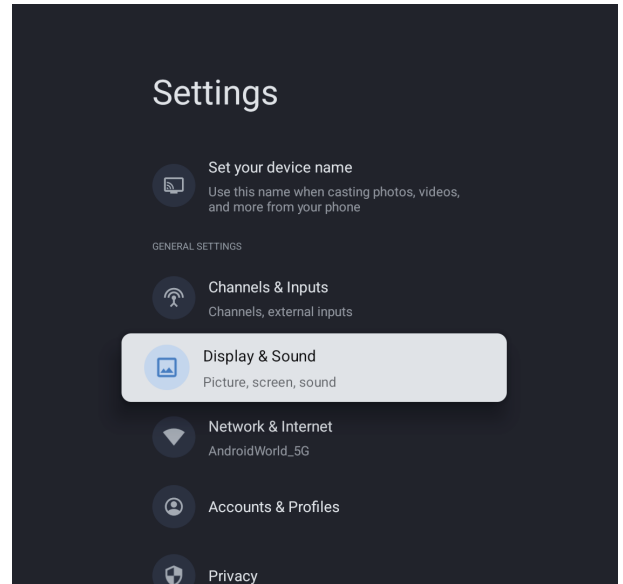 Settings
Set your device name
Use this name when casting photos, videos,
and more from your phone
GENERAL SETTINGS
Channels & Inputs
Channels, external inputs
Display & Sound
Picture, screen, sound
Network & Internet
AndroidWorld_5G
Accounts & Profiles
Privacy